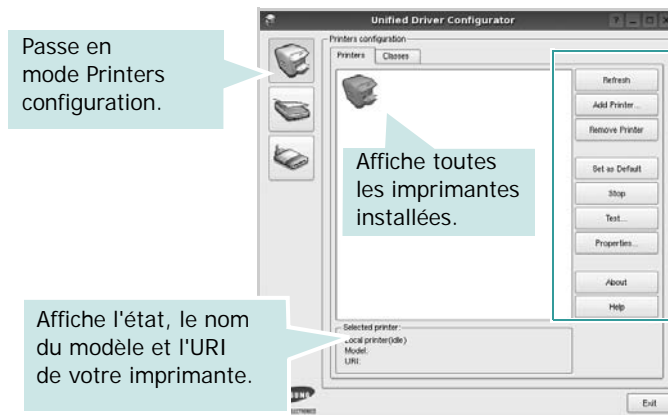 Unified Driver Configurator
Passe en
mode Printers
configuration.
Printers configuration
Printers
Classes
Refresh
Add Printer...
Remove Printer
Set as Default
Stop
Test...
Properties...
About
Help
Affiche toutes
les imprimantes
installées.
Affiche l'état, le nom
du modèle et l'URI
de votre imprimante.
Selected printer:
Local printer(idle)
Model:
URI:
ELECTRONICS
Exit